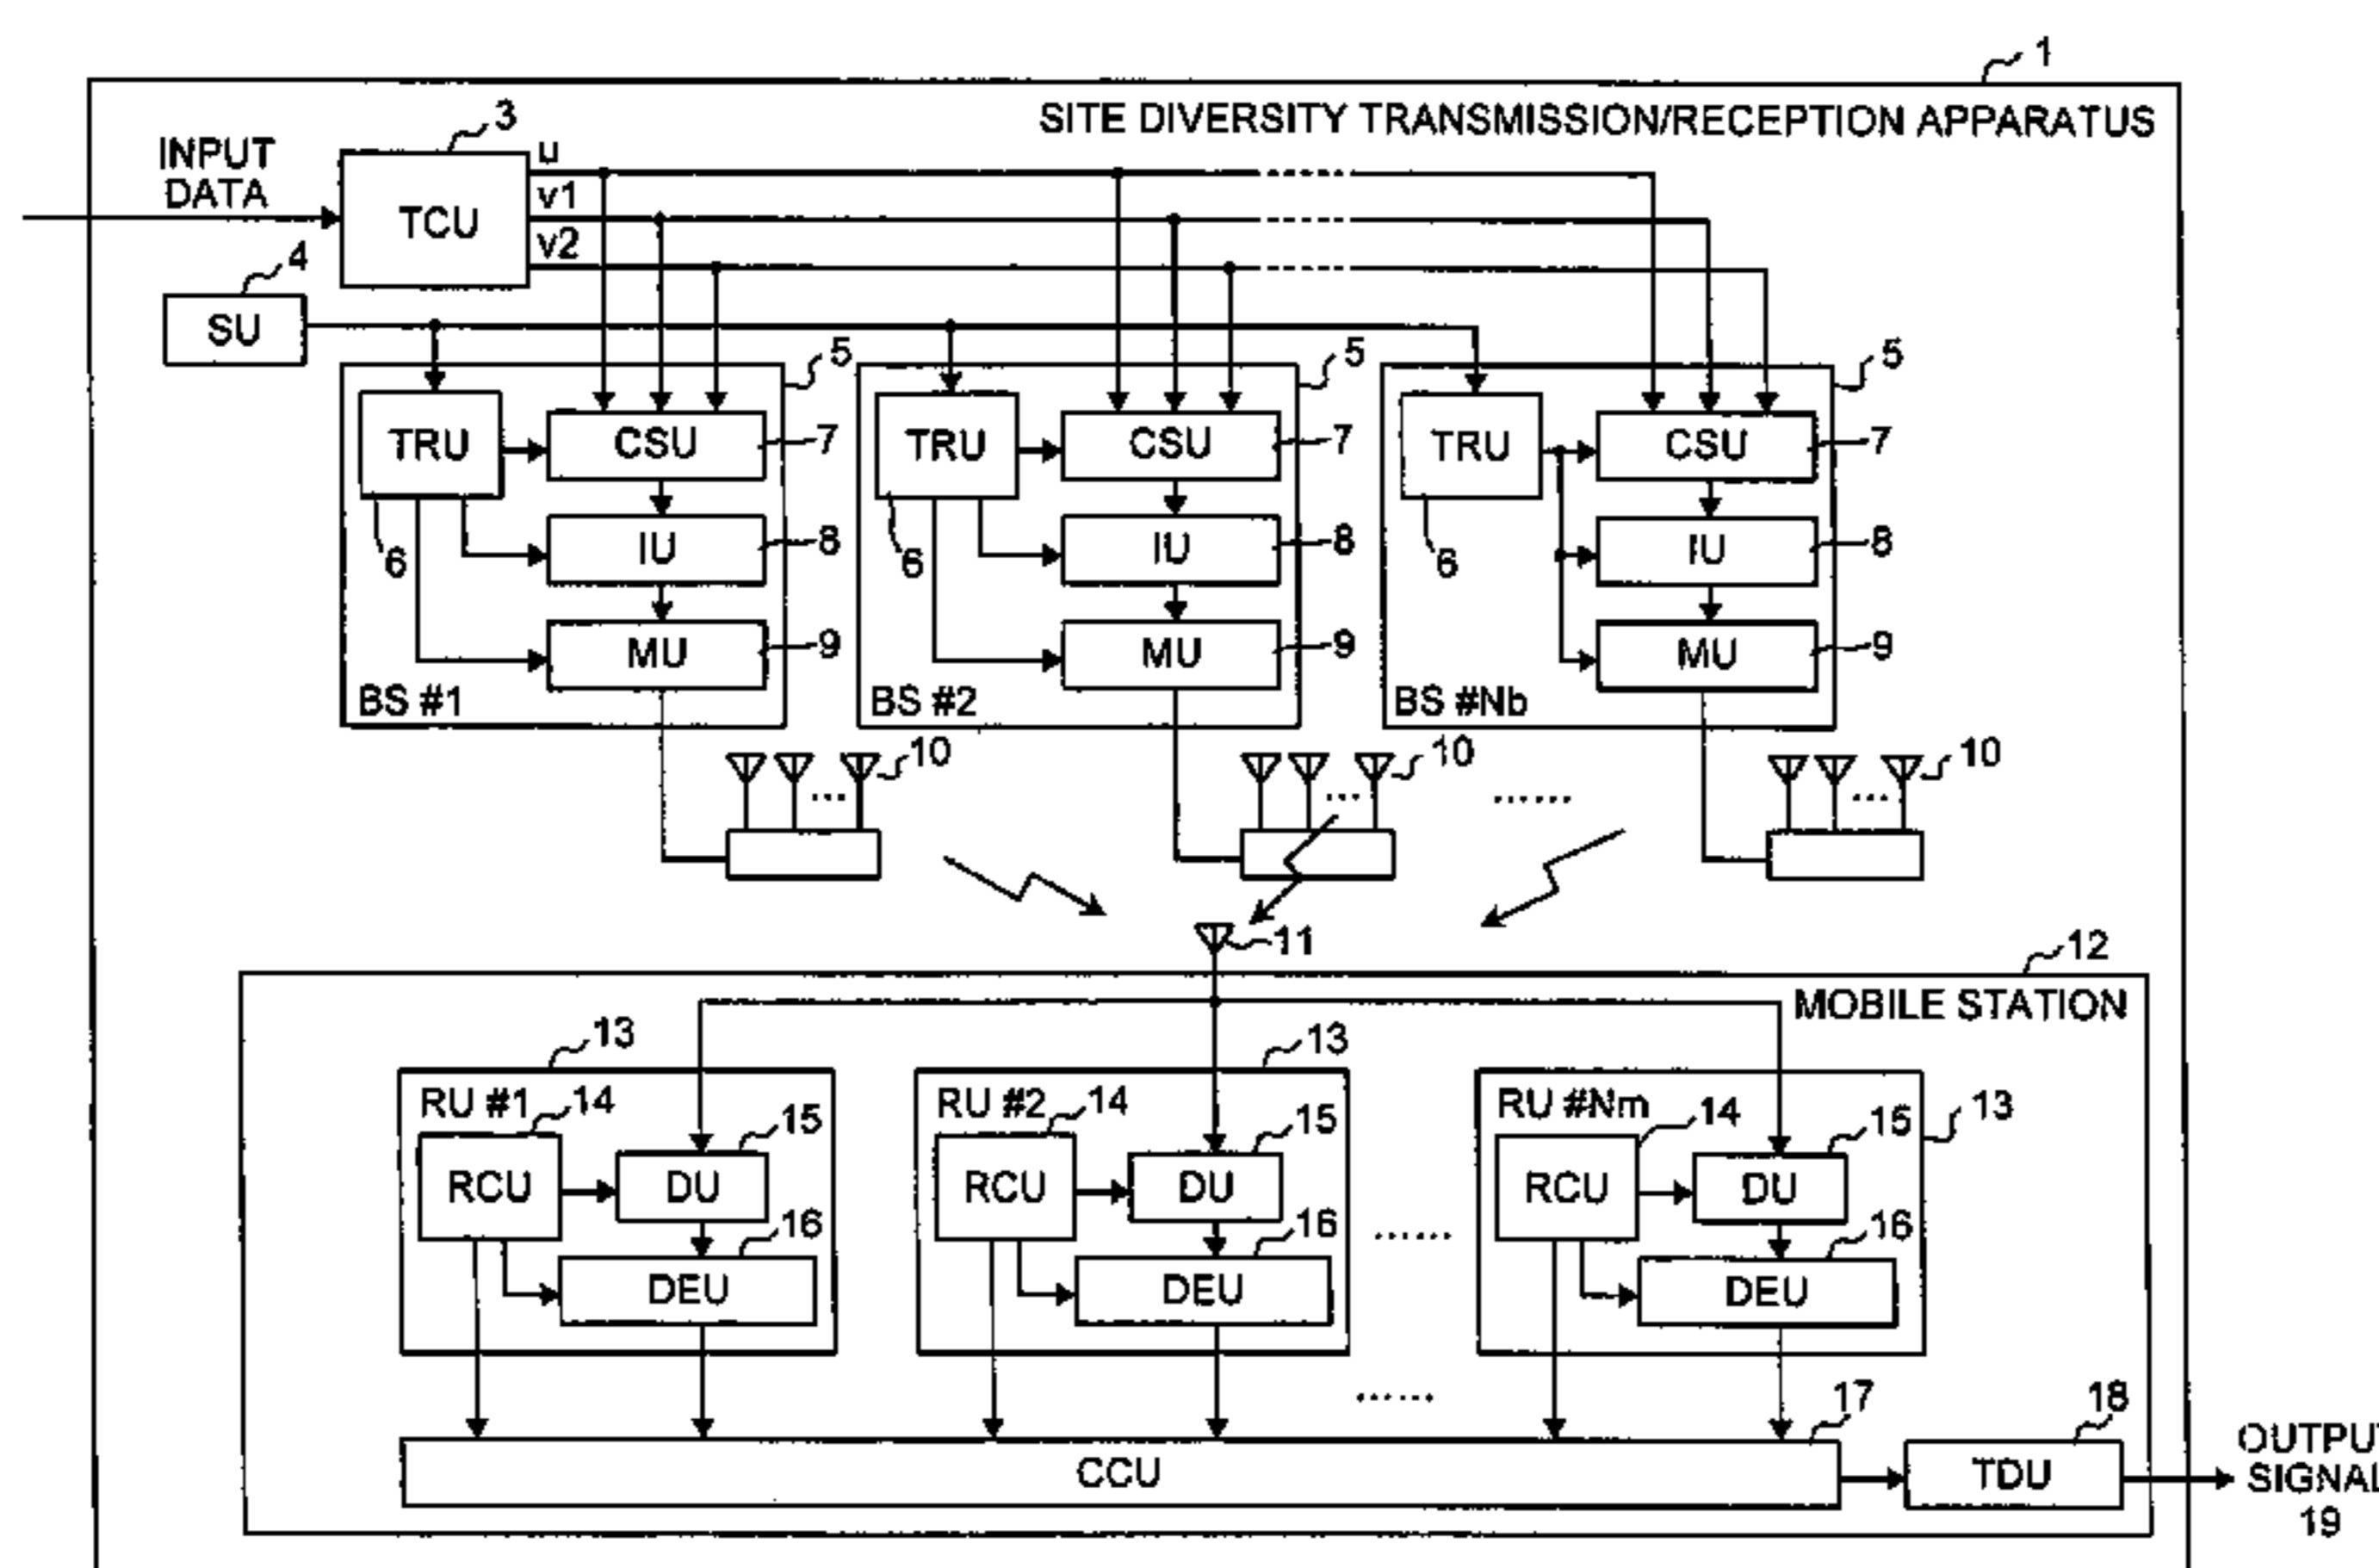 1
SITE DIVERSITY TRANSMISSION/RECEPTION APPARATUS
3
INPUT
DATA
u
v1
v2
TCU
4
SU
5
5
5
TRU
CSU
7
TRU
CSU
7
TRU
CSU
7
6
IU
8
6
IU
8
6
IU
8
MU
9
MU
9
MU
9
BS #1
BS #2
BS #Nb
10
10
10
11
12
MOBILE STATION
13
13
13
RU #1
14
15
RU #2
14
15
RU #Nm
14
15
RCU
DU
RCU
DU
RCU
DU
16
16
16
DEU
DEU
DEU
17
18
CCU
TDU
OUTPUT
SIGNAL
19